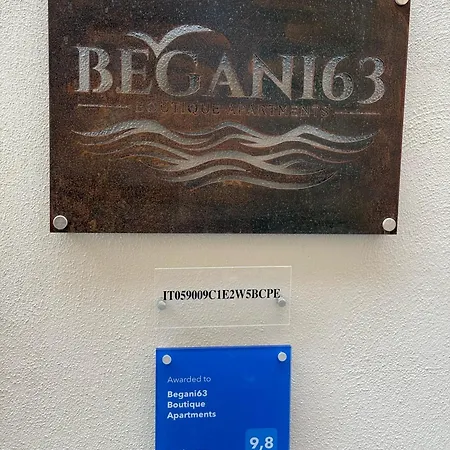 BEGANI63
BOUTIQUE APARTMENTS
IT059009C1E2W5BCPE
Awarded to
Begani63
Boutique
Apartments
9,8